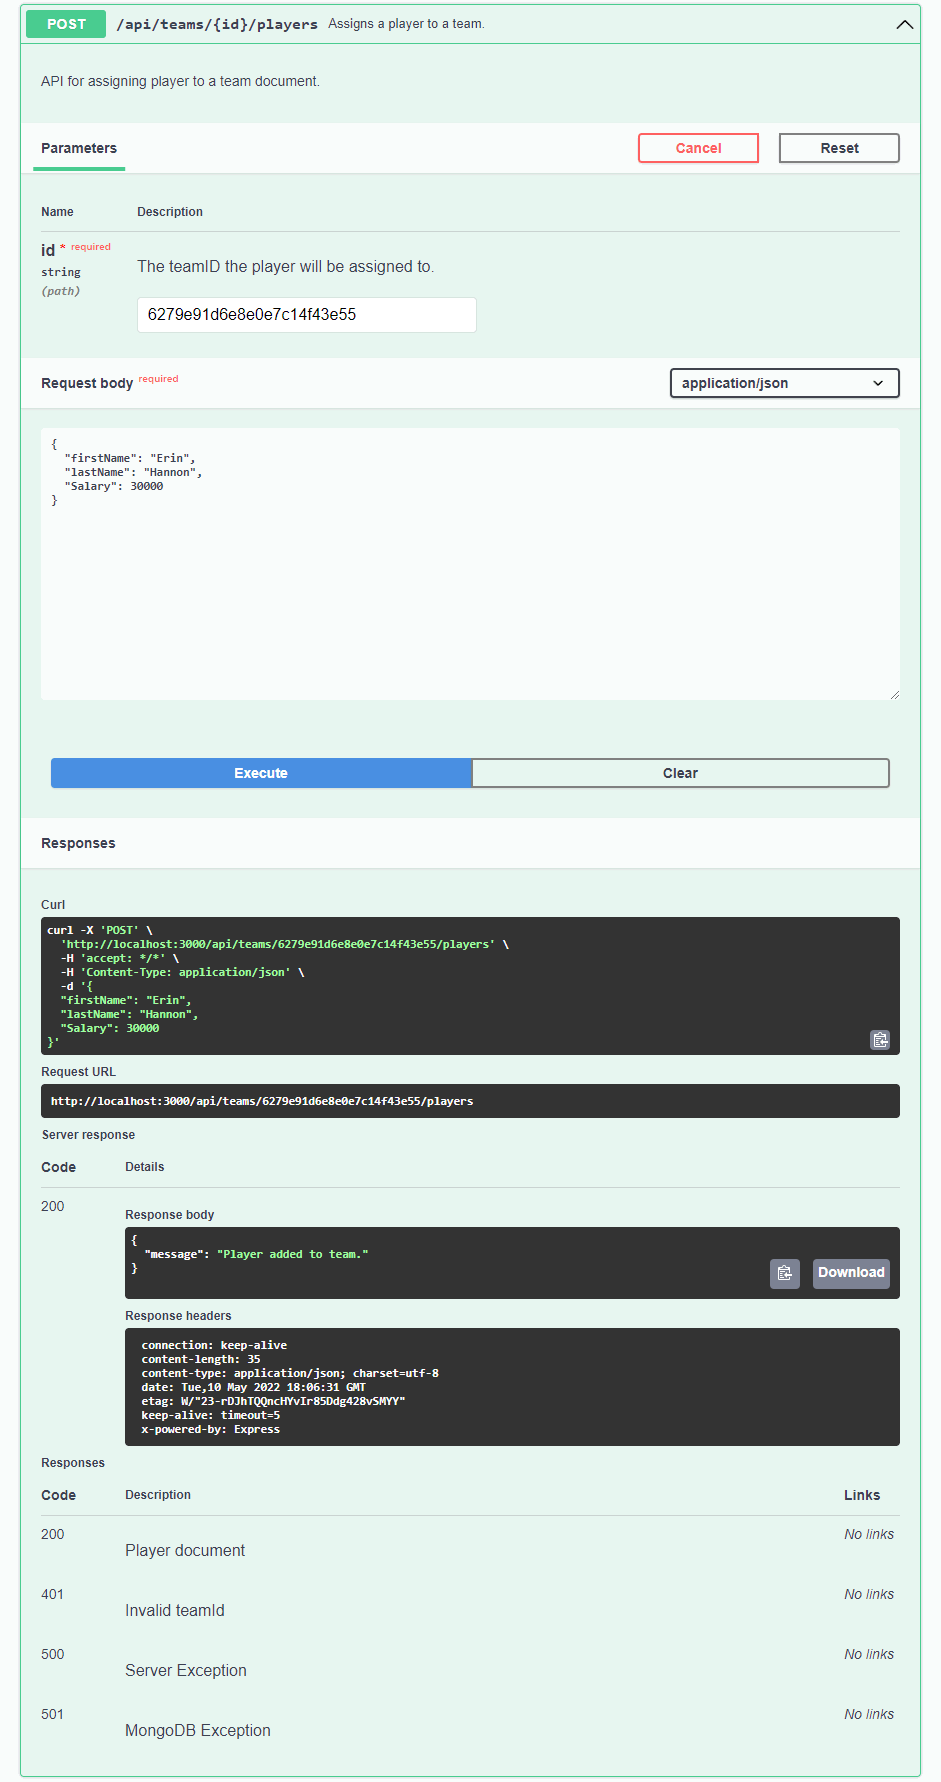 POST /api/teams/{id}/players Assigns a player to a team.
API for assigning player to a team document.
Parameters
Cancel
Reset
Name Description
id * required
string
(path)
The teamID the player will be assigned to.
6279e91d6e8e0e7c14f43e55
Request body required
application/json
{
"firstName": "Erin",
"lastName": "Hannon",
"Salary": 30000
}
Execute
Clear
Responses
Curl
curl -X 'POST' \
'http://localhost:3000/api/teams/6279e91d6e8e0e7c14f43e55/players' \
-H 'accept: */*' \
-H 'Content-Type: application/json' \
-d '{
"firstName": "Erin",
"lastName": "Hannon",
"Salary": 30000
}'
Request URL
http://localhost:3000/api/teams/6279e91d6e8e0e7c14f43e55/players
Server response
Code Details
200
Response body
{
"message": "Player added to team."
}
Download
Response headers
connection: keep-alive
content-length: 35
content-type: application/json; charset=utf-8
date: Tue,10 May 2022 18:06:31 GMT
etag: W/"23-rDJhTQQncHYvIr85Ddg428vSMYY"
keep-alive: timeout=5
x-powered-by: Express
Responses
Code Description Links
200 No links
Player document
401 No links
Invalid teamId
500 No links
Server Exception
501 No links
MongoDB Exception